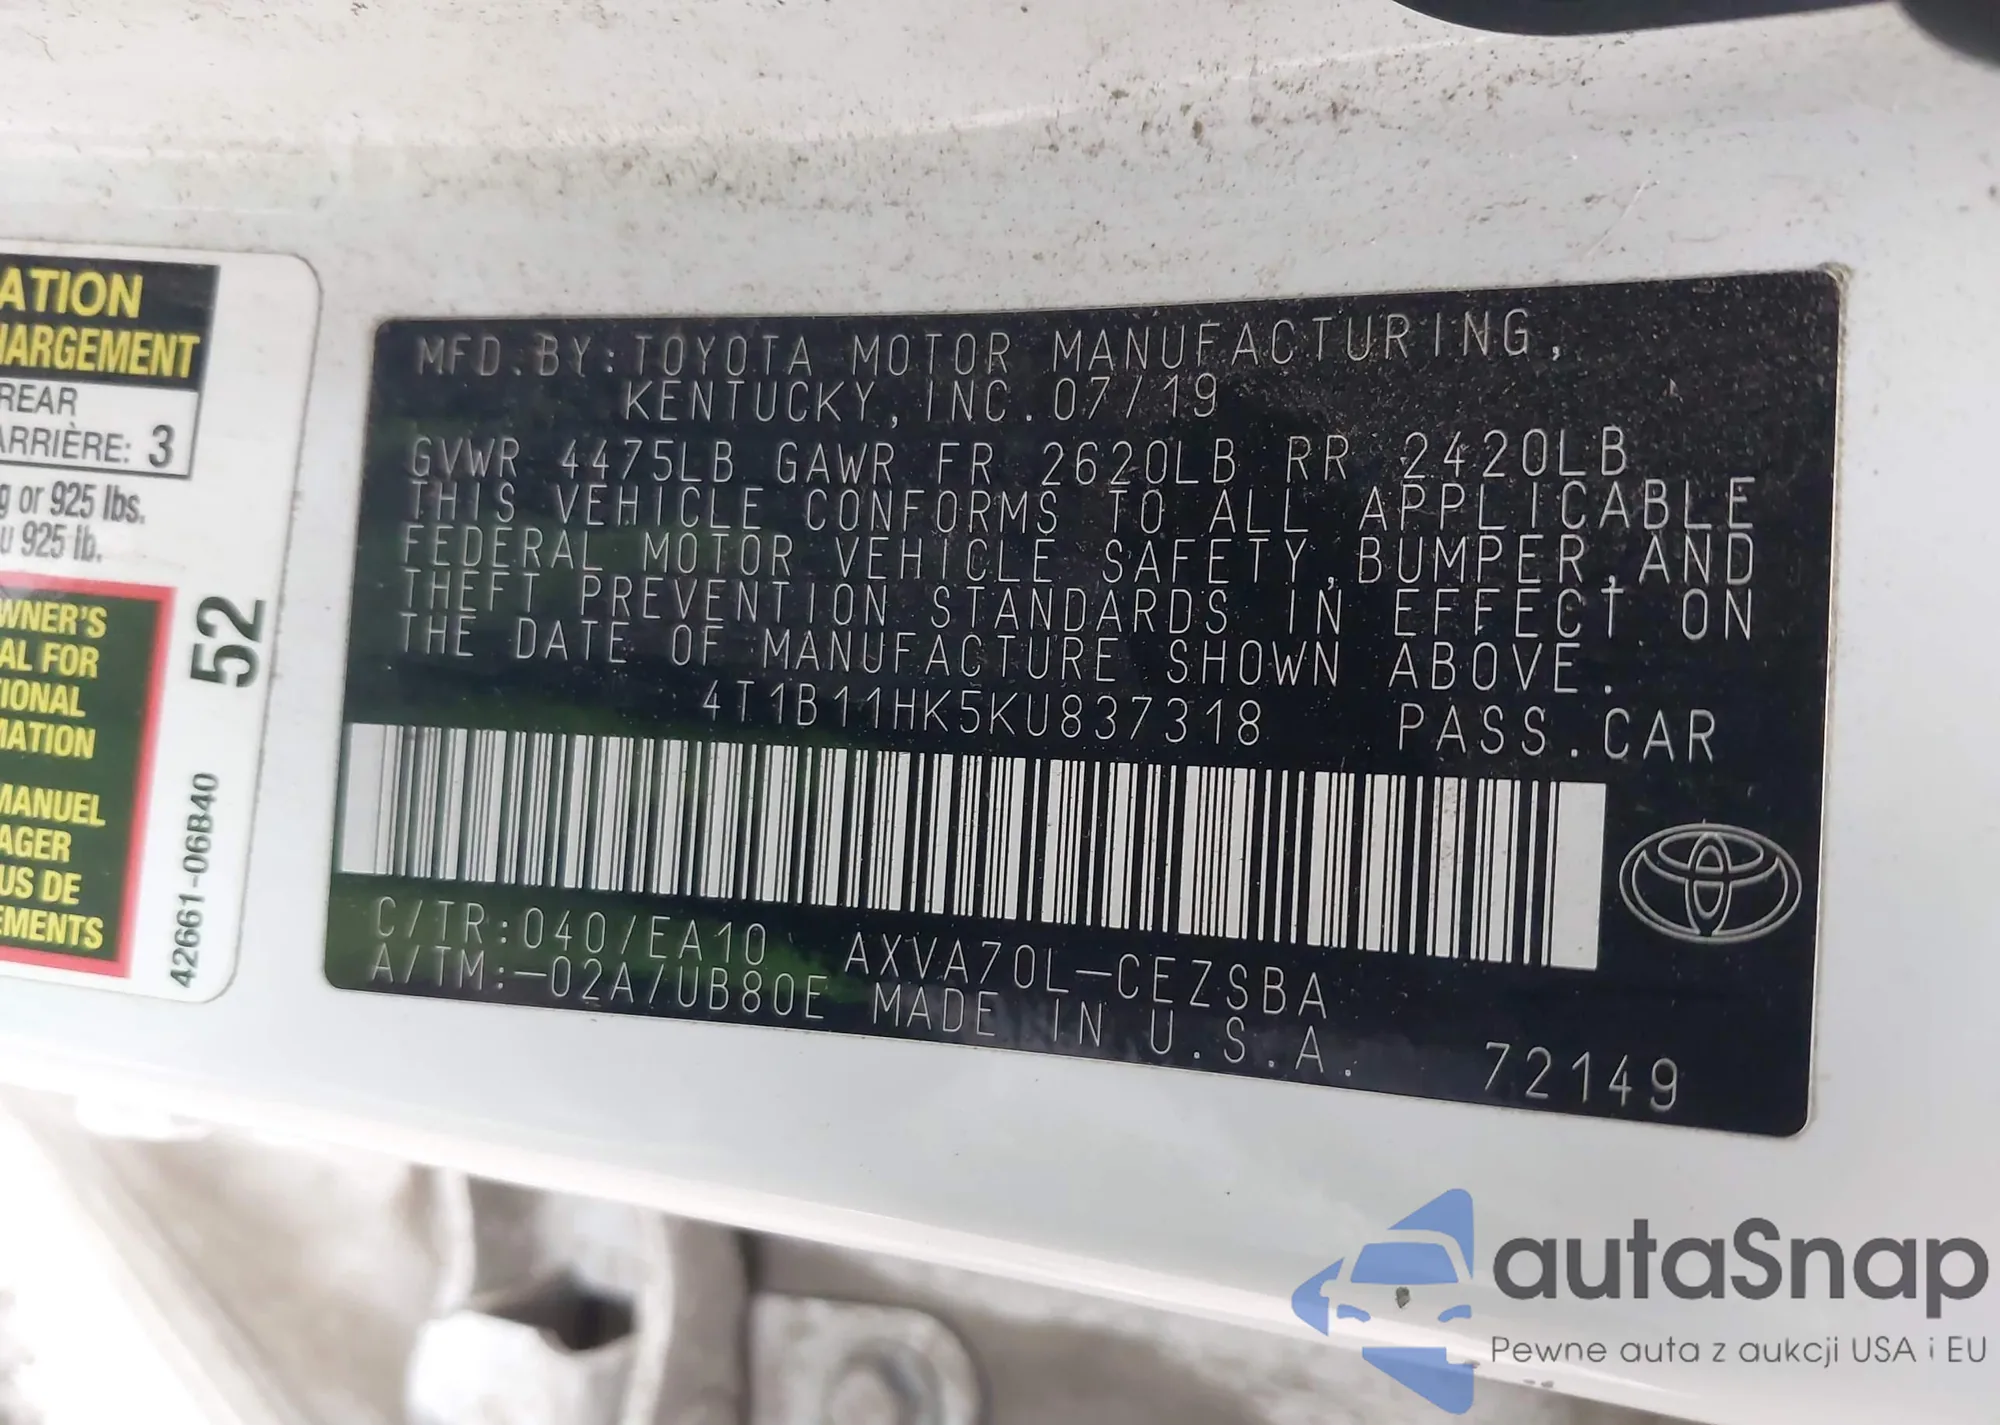 ATION
HARGEMENT
REAR
ARRIÈRE: 3
g or 925 lbs.
u 925 lb.
WNER'S
AL FOR
TIONAL
MATION
MANUEL
AGER
US DE
EMENTS
52
42661-06B40
MFD.BY:TOYOTA MOTOR MANUFACTURING,
KENTUCKY,INC.07/19
GVWR 4475LB GAWR FR 2620LB RR 2420LB
THIS VEHICLE CONFORMS TO ALL APPLICABLE
FEDERAL MOTOR VEHICLE SAFETY,BUMPER,AND
THEFT PREVENTION STANDARDS IN EFFECT ON
THE DATE OF MANUFACTURE SHOWN ABOVE.
4T1B11HK5KU837318 PASS.CAR
C/TR:040/EA10 AXVA70L-CEZSBA
A/TM:-02A/UB80E MADE IN U.S.A. 72149
autaSnap
Pewne auta z aukcji USA i EU